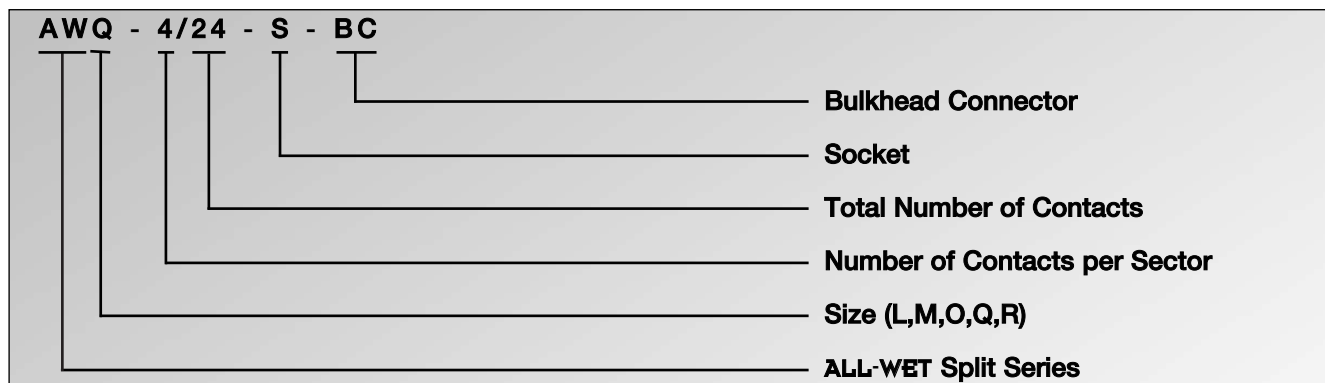 AWQ - 4/24 - S - BC
Bulkhead Connector
Socket
Total Number of Contacts
Number of Contacts per Sector
Size (L,M,O,Q,R)
ALL-WET Split Series